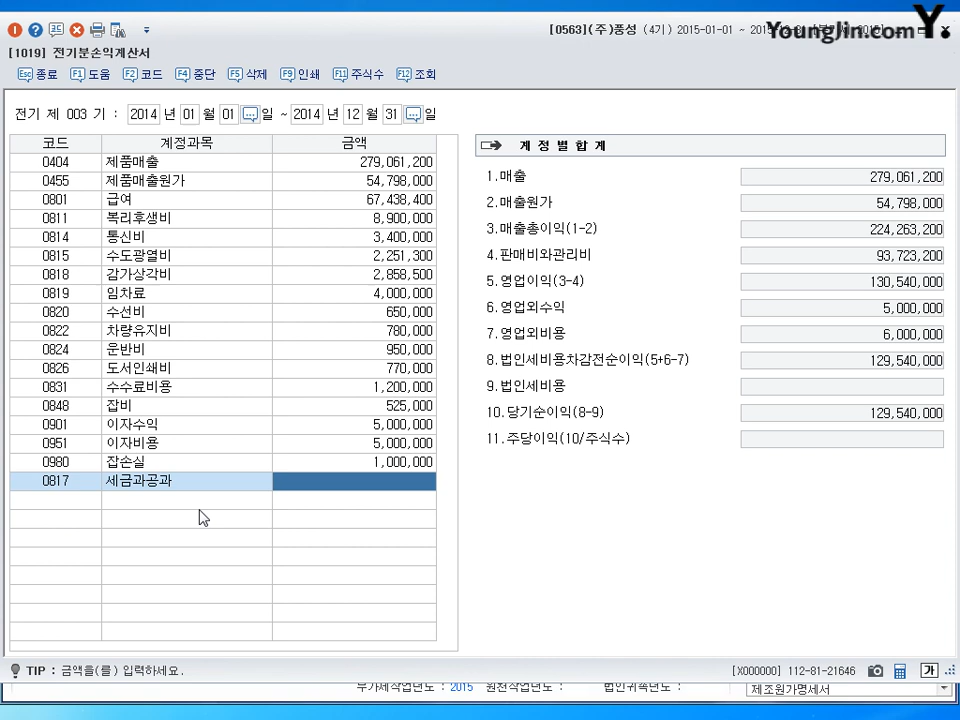 [0563](주)풍성 (4기) 2015-01-01 ~ 2015-12-31
YoungJin.com Y.
[1019] 전기분손익계산서
Esc 종료 F1 도움 F2 코드 F4 중단 F5 삭제 F9 인쇄 F11 주식수 F12 조회
전기 제 003 기 : 2014 년 01 월 01 ... 일 ~ 2014 년 12 월 31 ... 일
코드 계정과목 금액
0404 제품매출 279,061,200
0455 제품매출원가 54,798,000
0801 급여 67,438,400
0811 복리후생비 8,900,000
0814 통신비 3,400,000
0815 수도광열비 2,251,300
0818 감가상각비 2,858,500
0819 임차료 4,000,000
0820 수선비 650,000
0822 차량유지비 780,000
0824 운반비 950,000
0826 도서인쇄비 770,000
0831 수수료비용 1,200,000
0848 잡비 525,000
0901 이자수익 5,000,000
0951 이자비용 5,000,000
0980 잡손실 1,000,000
0817 세금과공과
계 정 별 합 계
1.매출 279,061,200
2.매출원가 54,798,000
3.매출총이익(1-2) 224,263,200
4.판매비와관리비 93,723,200
5.영업이익(3-4) 130,540,000
6.영업외수익 5,000,000
7.영업외비용 6,000,000
8.법인세비용차감전순이익(5+6-7) 129,540,000
9.법인세비용
10.당기순이익(8-9) 129,540,000
11.주당이익(10/주식수)
TIP : 금액을(를) 입력하세요.
[X000000] 112-81-21646 가
부가세작업년도 : 2015 원천작업년도 : 법인귀속년도 : 제조원가명세서